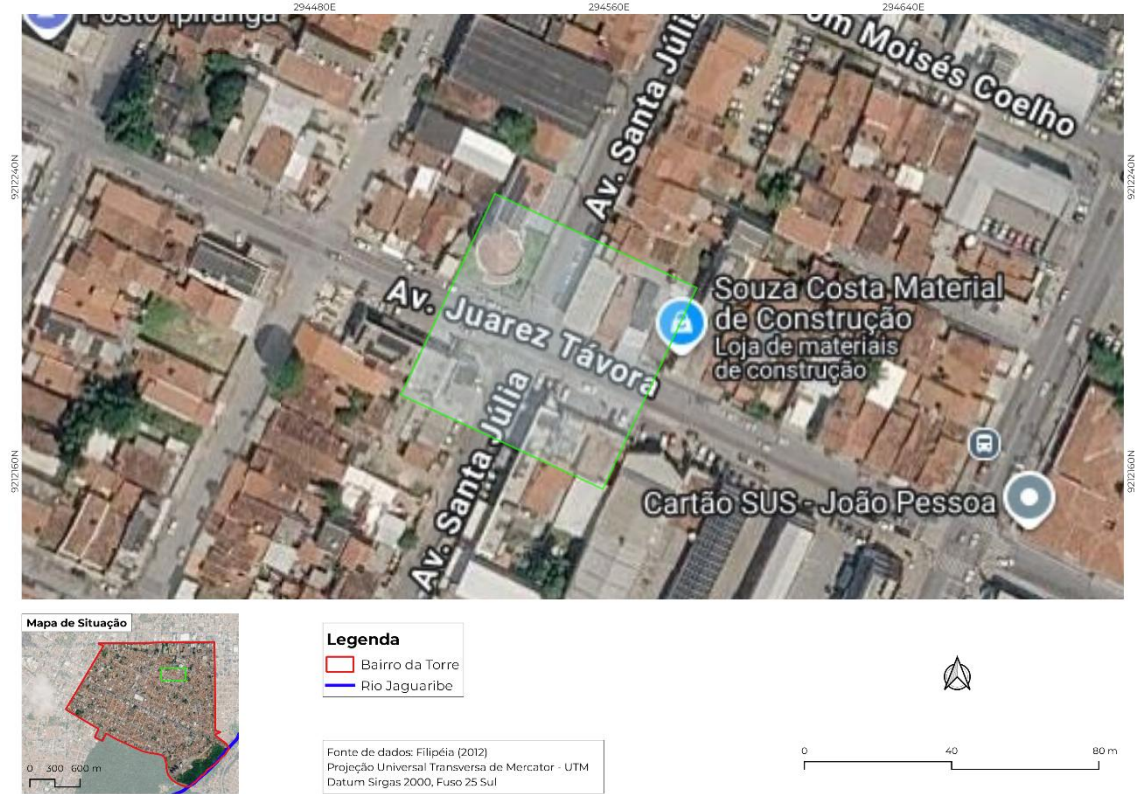 294480E
294560E
294640E
Posto Ipiranga
om Moisés Coelho
9212240N
9212240N
Av. Santa Júlia
Av. Juarez Távora
Souza Costa Material
de Construção
Loja de materiais
de construção
Av. Santa Júlia
9212160N
9212160N
Cartão SUS - João Pessoa
Mapa de Situação
0 300 600 m
Legenda
Bairro da Torre
Rio Jaguaribe
Fonte de dados: Filipéia (2012)
Projeção Universal Transversa de Mercator - UTM
Datum Sirgas 2000, Fuso 25 Sul
0 40 80 m